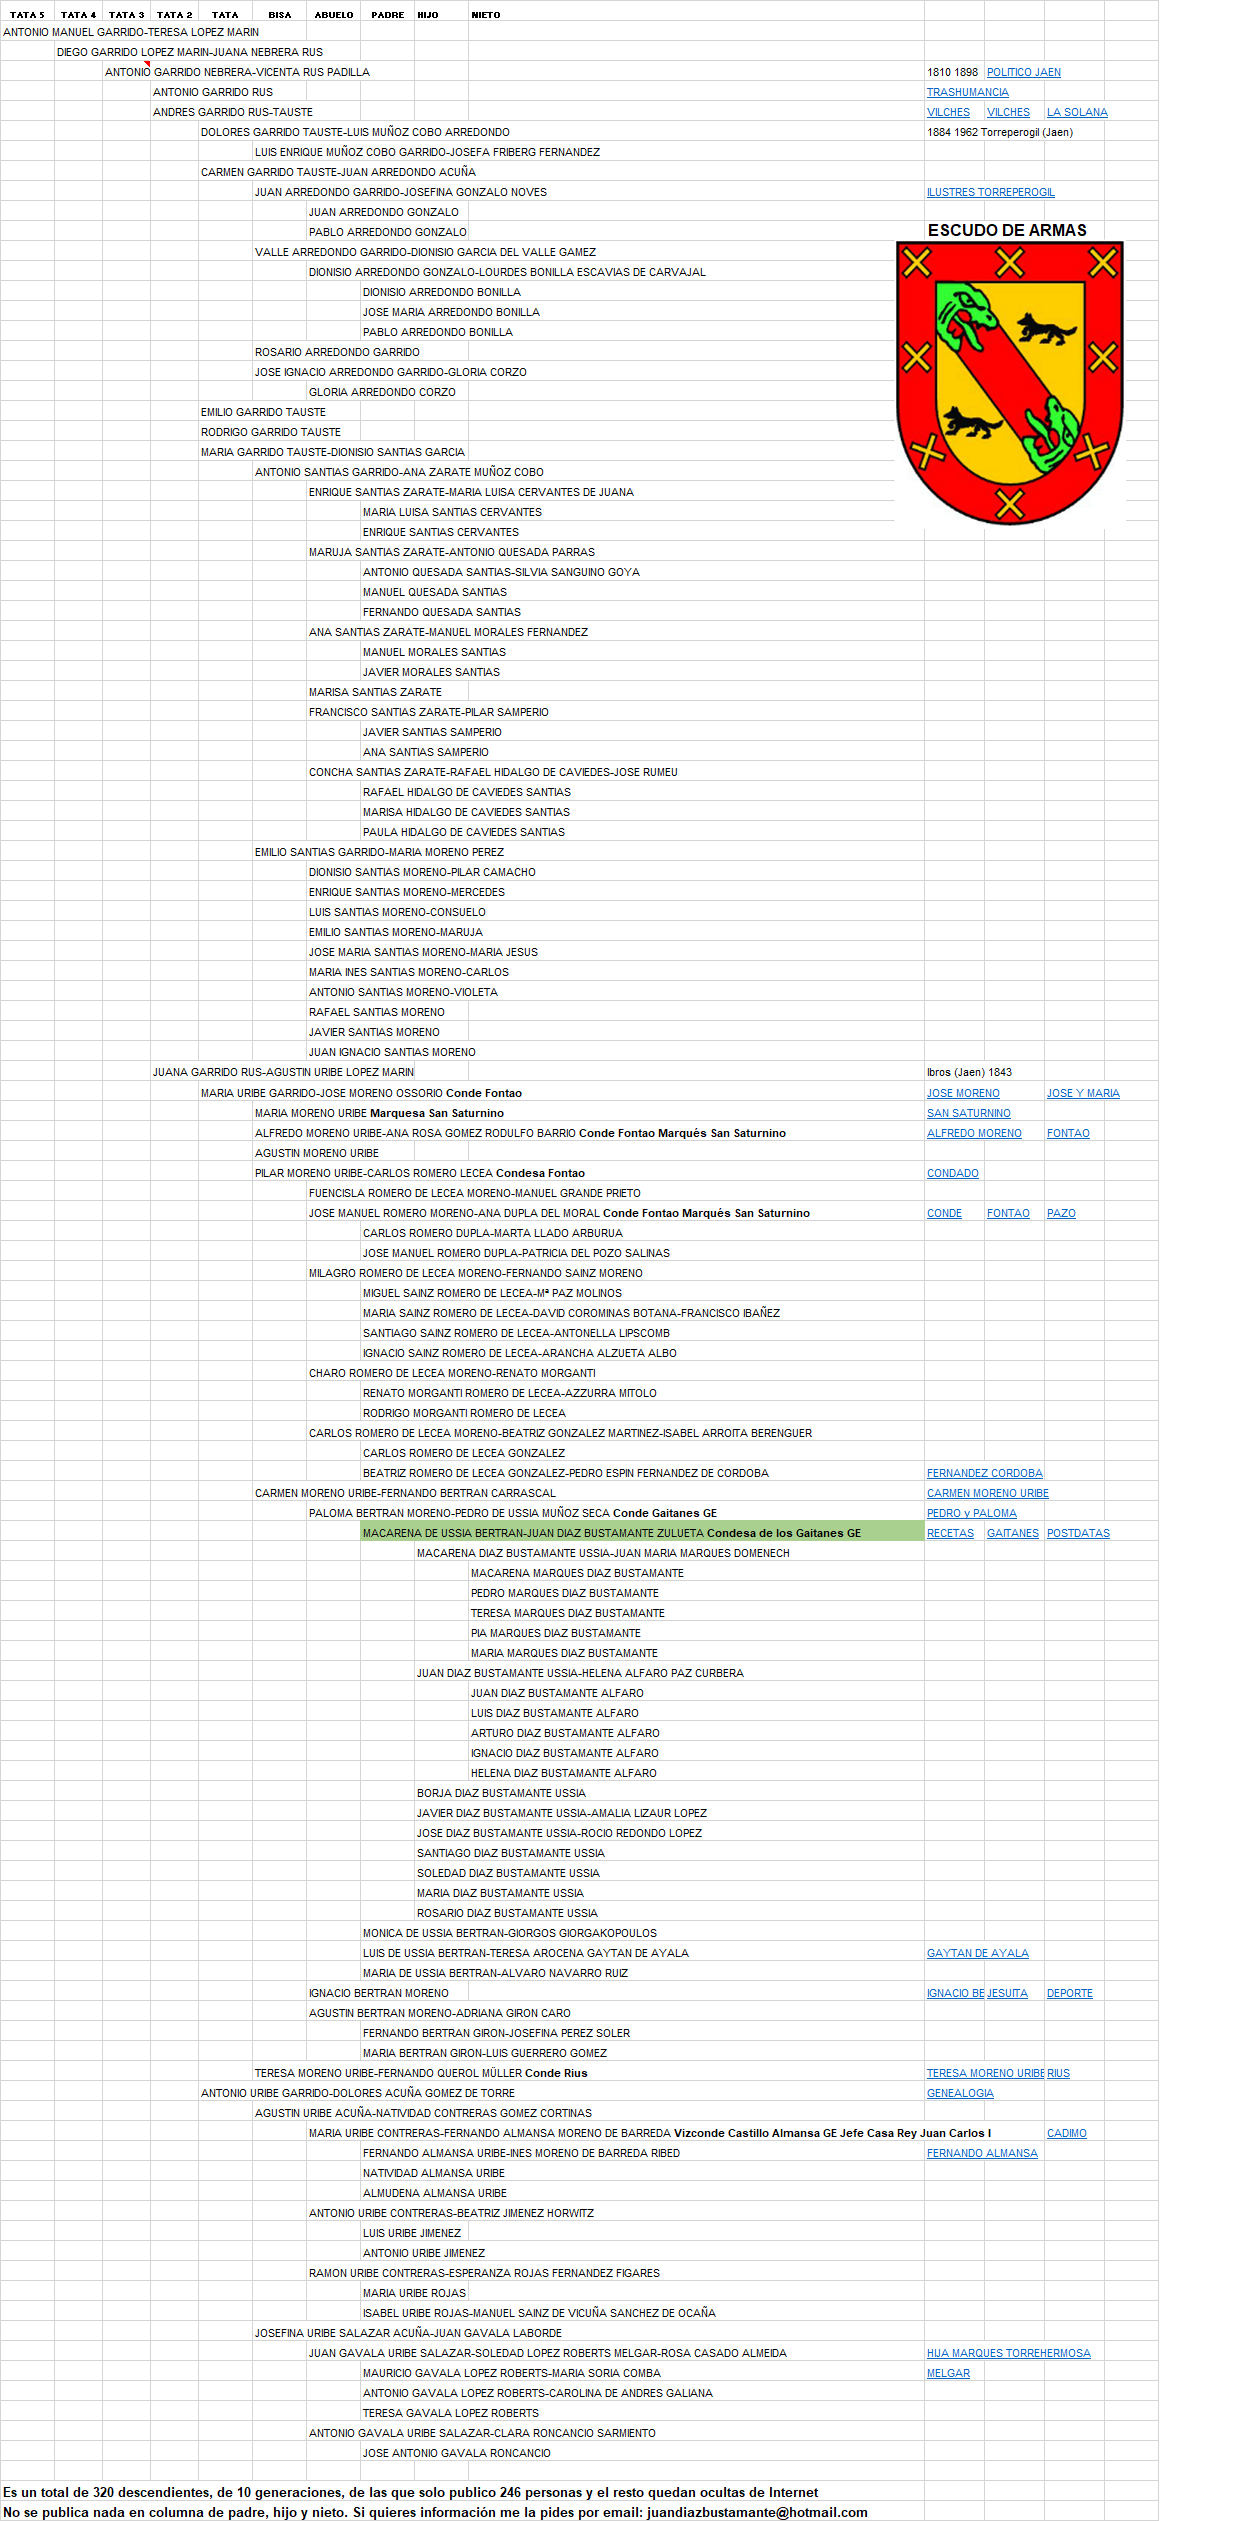 TATA 5 TATA 4 TATA 3 TATA 2 TATA BISA ABUELO PADRE HIJO NIETO
ANTONIO MANUEL GARRIDO-TERESA LOPEZ MARIN
DIEGO GARRIDO LOPEZ MARIN-JUANA NEBRERA RUS
ANTONIO GARRIDO NEBRERA-VICENTA RUS PADILLA 1810 1898 POLITICO JAEN
ANTONIO GARRIDO RUS TRASHUMANCIA
ANDRES GARRIDO RUS-TAUSTE VILCHES VILCHES LA SOLANA
DOLORES GARRIDO TAUSTE-LUIS MUÑOZ COBO ARREDONDO 1884 1962 Torreperogil (Jaen)
LUIS ENRIQUE MUÑOZ COBO GARRIDO-JOSEFA FRIBERG FERNANDEZ
CARMEN GARRIDO TAUSTE-JUAN ARREDONDO ACUÑA
JUAN ARREDONDO GARRIDO-JOSEFINA GONZALO NOVES ILUSTRES TORREPEROGIL
JUAN ARREDONDO GONZALO
PABLO ARREDONDO GONZALO ESCUDO DE ARMAS
VALLE ARREDONDO GARRIDO-DIONISIO GARCIA DEL VALLE GAMEZ
DIONISIO ARREDONDO GONZALO-LOURDES BONILLA ESCAVIAS DE CARVAJAL
DIONISIO ARREDONDO BONILLA
JOSE MARIA ARREDONDO BONILLA
PABLO ARREDONDO BONILLA
ROSARIO ARREDONDO GARRIDO
JOSE IGNACIO ARREDONDO GARRIDO-GLORIA CORZO
GLORIA ARREDONDO CORZO
EMILIO GARRIDO TAUSTE
RODRIGO GARRIDO TAUSTE
MARIA GARRIDO TAUSTE-DIONISIO SANTIAS GARCIA
ANTONIO SANTIAS GARRIDO-ANA ZARATE MUÑOZ COBO
ENRIQUE SANTIAS ZARATE-MARIA LUISA CERVANTES DE JUANA
MARIA LUISA SANTIAS CERVANTES
ENRIQUE SANTIAS CERVANTES
MARUJA SANTIAS ZARATE-ANTONIO QUESADA PARRAS
ANTONIO QUESADA SANTIAS-SILVIA SANGUINO GOYA
MANUEL QUESADA SANTIAS
FERNANDO QUESADA SANTIAS
ANA SANTIAS ZARATE-MANUEL MORALES FERNANDEZ
MANUEL MORALES SANTIAS
JAVIER MORALES SANTIAS
MARISA SANTIAS ZARATE
FRANCISCO SANTIAS ZARATE-PILAR SAMPERIO
JAVIER SANTIAS SAMPERIO
ANA SANTIAS SAMPERIO
CONCHA SANTIAS ZARATE-RAFAEL HIDALGO DE CAVIEDES-JOSE RUMEU
RAFAEL HIDALGO DE CAVIEDES SANTIAS
MARISA HIDALGO DE CAVIEDES SANTIAS
PAULA HIDALGO DE CAVIEDES SANTIAS
EMILIO SANTIAS GARRIDO-MARIA MORENO PEREZ
DIONISIO SANTIAS MORENO-PILAR CAMACHO
ENRIQUE SANTIAS MORENO-MERCEDES
LUIS SANTIAS MORENO-CONSUELO
EMILIO SANTIAS MORENO-MARUJA
JOSE MARIA SANTIAS MORENO-MARIA JESUS
MARIA INES SANTIAS MORENO-CARLOS
ANTONIO SANTIAS MORENO-VIOLETA
RAFAEL SANTIAS MORENO
JAVIER SANTIAS MORENO
JUAN IGNACIO SANTIAS MORENO
JUANA GARRIDO RUS-AGUSTIN URIBE LOPEZ MARIN Ibros (Jaen) 1843
MARIA URIBE GARRIDO-JOSE MORENO OSSORIO Conde Fontao JOSE MORENO JOSE Y MARIA
MARIA MORENO URIBE Marquesa San Saturnino SAN SATURNINO
ALFREDO MORENO URIBE-ANA ROSA GOMEZ RODULFO BARRIO Conde Fontao Marqués San Saturnino ALFREDO MORENO FONTAO
AGUSTIN MORENO URIBE
PILAR MORENO URIBE-CARLOS ROMERO LECEA Condesa Fontao CONDADO
FUENCISLA ROMERO DE LECEA MORENO-MANUEL GRANDE PRIETO
JOSE MANUEL ROMERO MORENO-ANA DUPLA DEL MORAL Conde Fontao Marqués San Saturnino CONDE FONTAO PAZO
CARLOS ROMERO DUPLA-MARTA LLADO ARBURUA
JOSE MANUEL ROMERO DUPLA-PATRICIA DEL POZO SALINAS
MILAGRO ROMERO DE LECEA MORENO-FERNANDO SAINZ MORENO
MIGUEL SAINZ ROMERO DE LECEA-Mª PAZ MOLINOS
MARIA SAINZ ROMERO DE LECEA-DAVID COROMINAS BOTANA-FRANCISCO IBAÑEZ
SANTIAGO SAINZ ROMERO DE LECEA-ANTONELLA LIPSCOMB
IGNACIO SAINZ ROMERO DE LECEA-ARANCHA ALZUETA ALBO
CHARO ROMERO DE LECEA MORENO-RENATO MORGANTI
RENATO MORGANTI ROMERO DE LECEA-AZZURRA MITOLO
RODRIGO MORGANTI ROMERO DE LECEA
CARLOS ROMERO DE LECEA MORENO-BEATRIZ GONZALEZ MARTINEZ-ISABEL ARROITA BERENGUER
CARLOS ROMERO DE LECEA GONZALEZ
BEATRIZ ROMERO DE LECEA GONZALEZ-PEDRO ESPIN FERNANDEZ DE CORDOBA FERNANDEZ CORDOBA
CARMEN MORENO URIBE-FERNANDO BERTRAN CARRASCAL CARMEN MORENO URIBE
PALOMA BERTRAN MORENO-PEDRO DE USSIA MUÑOZ SECA Conde Gaitanes GE PEDRO y PALOMA
MACARENA DE USSIA BERTRAN-JUAN DIAZ BUSTAMANTE ZULUETA Condesa de los Gaitanes GE RECETAS GAITANES POSTDATAS
MACARENA DIAZ BUSTAMANTE USSIA-JUAN MARIA MARQUES DOMENECH
MACARENA MARQUES DIAZ BUSTAMANTE
PEDRO MARQUES DIAZ BUSTAMANTE
TERESA MARQUES DIAZ BUSTAMANTE
PIA MARQUES DIAZ BUSTAMANTE
MARIA MARQUES DIAZ BUSTAMANTE
JUAN DIAZ BUSTAMANTE USSIA-HELENA ALFARO PAZ CURBERA
JUAN DIAZ BUSTAMANTE ALFARO
LUIS DIAZ BUSTAMANTE ALFARO
ARTURO DIAZ BUSTAMANTE ALFARO
IGNACIO DIAZ BUSTAMANTE ALFARO
HELENA DIAZ BUSTAMANTE ALFARO
BORJA DIAZ BUSTAMANTE USSIA
JAVIER DIAZ BUSTAMANTE USSIA-AMALIA LIZAUR LOPEZ
JOSE DIAZ BUSTAMANTE USSIA-ROCIO REDONDO LOPEZ
SANTIAGO DIAZ BUSTAMANTE USSIA
SOLEDAD DIAZ BUSTAMANTE USSIA
MARIA DIAZ BUSTAMANTE USSIA
ROSARIO DIAZ BUSTAMANTE USSIA
MONICA DE USSIA BERTRAN-GIORGOS GIORGAKOPOULOS
LUIS DE USSIA BERTRAN-TERESA AROCENA GAYTAN DE AYALA GAYTAN DE AYALA
MARIA DE USSIA BERTRAN-ALVARO NAVARRO RUIZ
IGNACIO BERTRAN MORENO IGNACIO BE JESUITA DEPORTE
AGUSTIN BERTRAN MORENO-ADRIANA GIRON CARO
FERNANDO BERTRAN GIRON-JOSEFINA PEREZ SOLER
MARIA BERTRAN GIRON-LUIS GUERRERO GOMEZ
TERESA MORENO URIBE-FERNANDO QUEROL MÜLLER Conde Rius TERESA MORENO URIBE RIUS
ANTONIO URIBE GARRIDO-DOLORES ACUÑA GOMEZ DE TORRE GENEALOGIA
AGUSTIN URIBE ACUÑA-NATIVIDAD CONTRERAS GOMEZ CORTINAS
MARIA URIBE CONTRERAS-FERNANDO ALMANSA MORENO DE BARREDA Vizconde Castillo Almansa GE Jefe Casa Rey Juan Carlos I CADIMO
FERNANDO ALMANSA URIBE-INES MORENO DE BARREDA RIBED FERNANDO ALMANSA
NATIVIDAD ALMANSA URIBE
ALMUDENA ALMANSA URIBE
ANTONIO URIBE CONTRERAS-BEATRIZ JIMENEZ HORWITZ
LUIS URIBE JIMENEZ
ANTONIO URIBE JIMENEZ
RAMON URIBE CONTRERAS-ESPERANZA ROJAS FERNANDEZ FIGARES
MARIA URIBE ROJAS
ISABEL URIBE ROJAS-MANUEL SAINZ DE VICUÑA SANCHEZ DE OCAÑA
JOSEFINA URIBE SALAZAR ACUÑA-JUAN GAVALA LABORDE
JUAN GAVALA URIBE SALAZAR-SOLEDAD LOPEZ ROBERTS MELGAR-ROSA CASADO ALMEIDA HIJA MARQUES TORREHERMOSA
MAURICIO GAVALA LOPEZ ROBERTS-MARIA SORIA COMBA MELGAR
ANTONIO GAVALA LOPEZ ROBERTS-CAROLINA DE ANDRES GALIANA
TERESA GAVALA LOPEZ ROBERTS
ANTONIO GAVALA URIBE SALAZAR-CLARA RONCANCIO SARMIENTO
JOSE ANTONIO GAVALA RONCANCIO
Es un total de 320 descendientes, de 10 generaciones, de las que solo publico 246 personas y el resto quedan ocultas de Internet
No se publica nada en columna de padre, hijo y nieto. Si quieres información me la pides por email: juandiazbustamante@hotmail.com